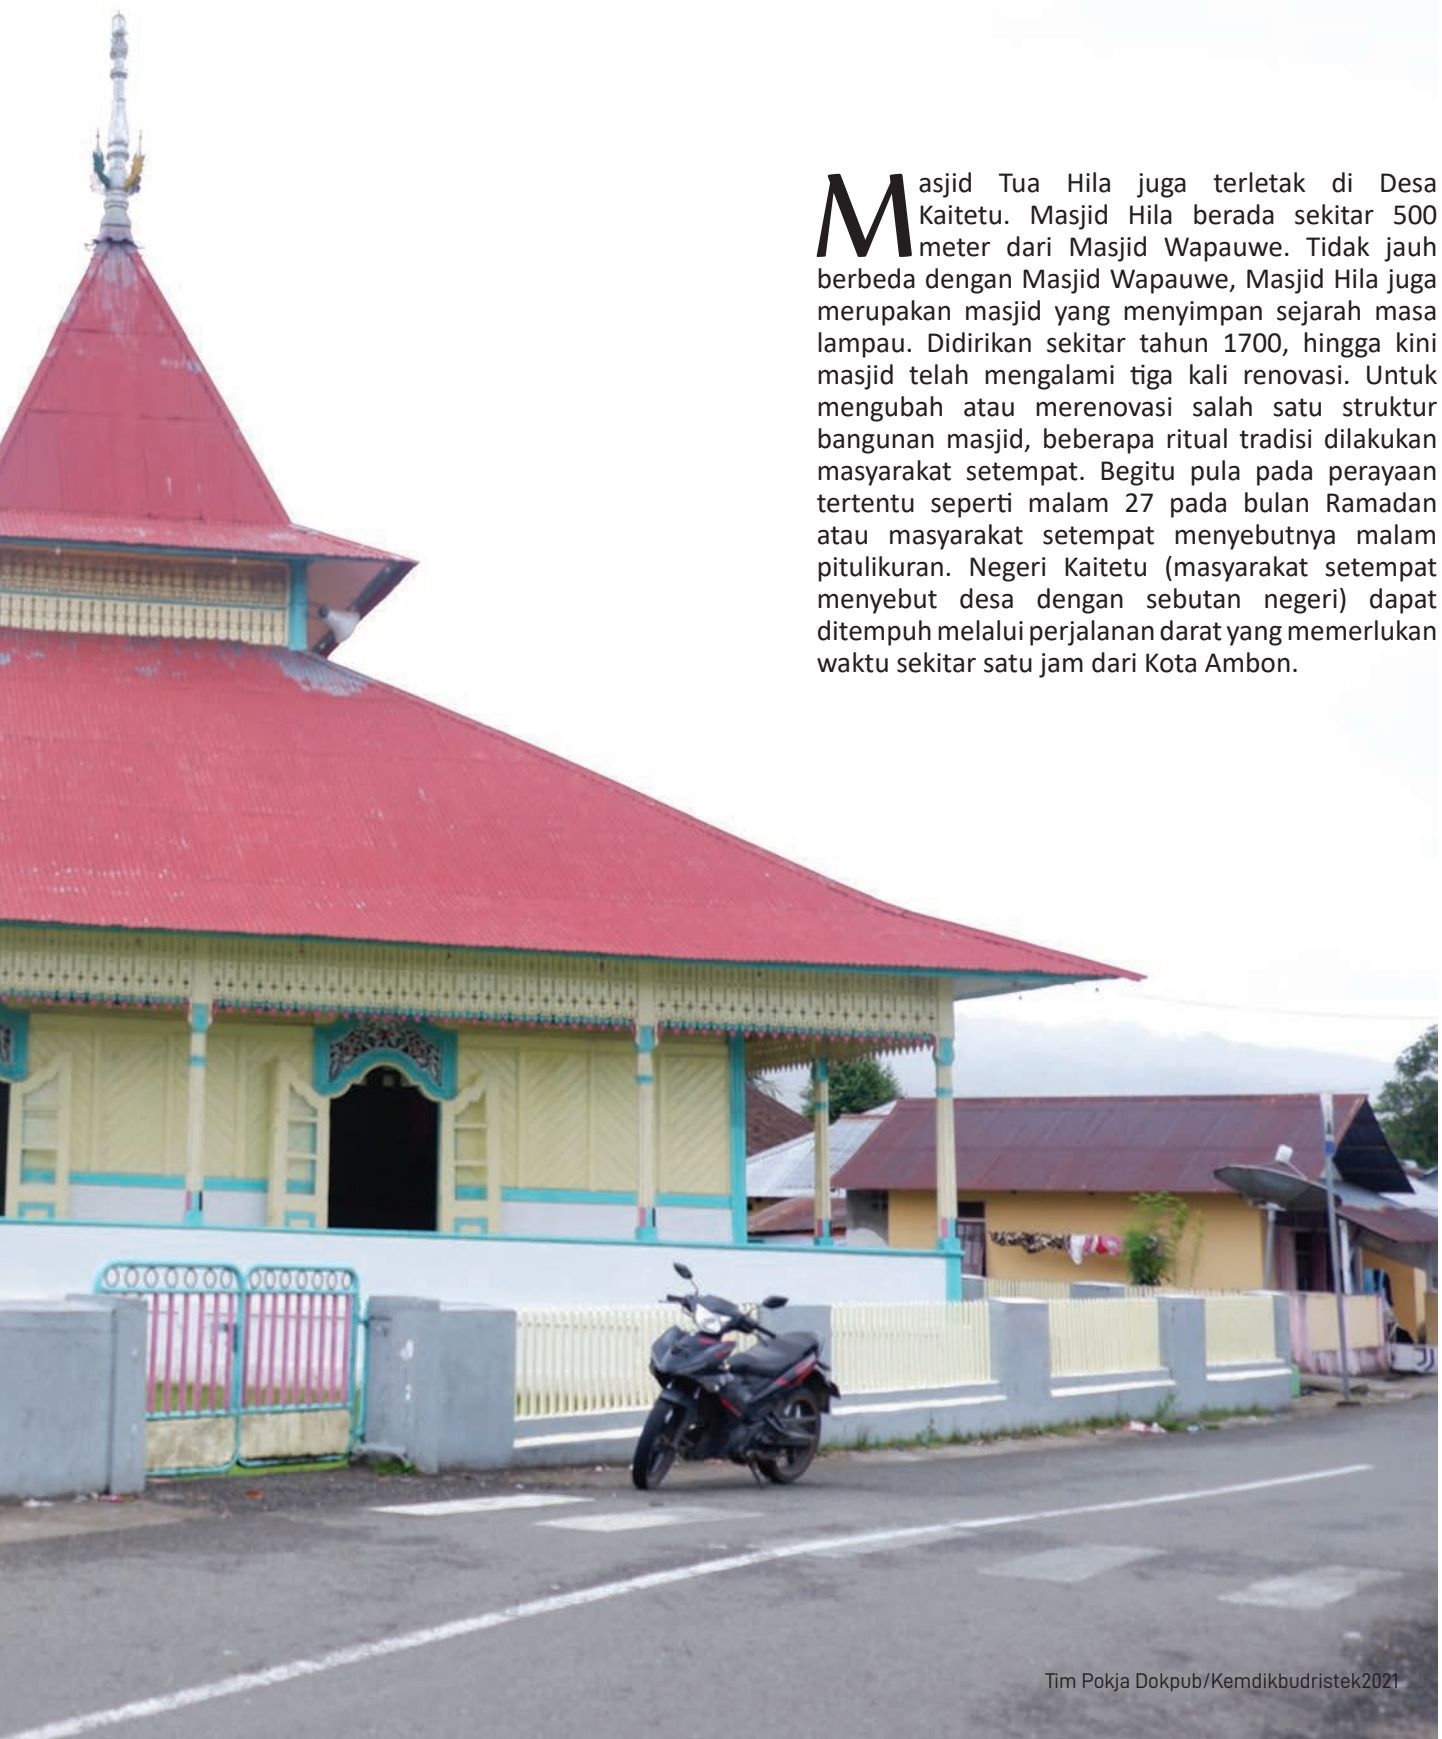 Masjid Tua Hila juga terletak di Desa
Kaitetu. Masjid Hila berada sekitar 500
meter dari Masjid Wapauwe. Tidak jauh
berbeda dengan Masjid Wapauwe, Masjid Hila juga
merupakan masjid yang menyimpan sejarah masa
lampau. Didirikan sekitar tahun 1700, hingga kini
masjid telah mengalami tiga kali renovasi. Untuk
mengubah atau merenovasi salah satu struktur
bangunan masjid, beberapa ritual tradisi dilakukan
masyarakat setempat. Begitu pula pada perayaan
tertentu seperti malam 27 pada bulan Ramadan
atau masyarakat setempat menyebutnya malam
pitulikuran. Negeri Kaitetu (masyarakat setempat
menyebut desa dengan sebutan negeri) dapat
ditempuh melalui perjalanan darat yang memerlukan
waktu sekitar satu jam dari Kota Ambon.
Tim Pokja Dokpub/Kemdikbudristek2021